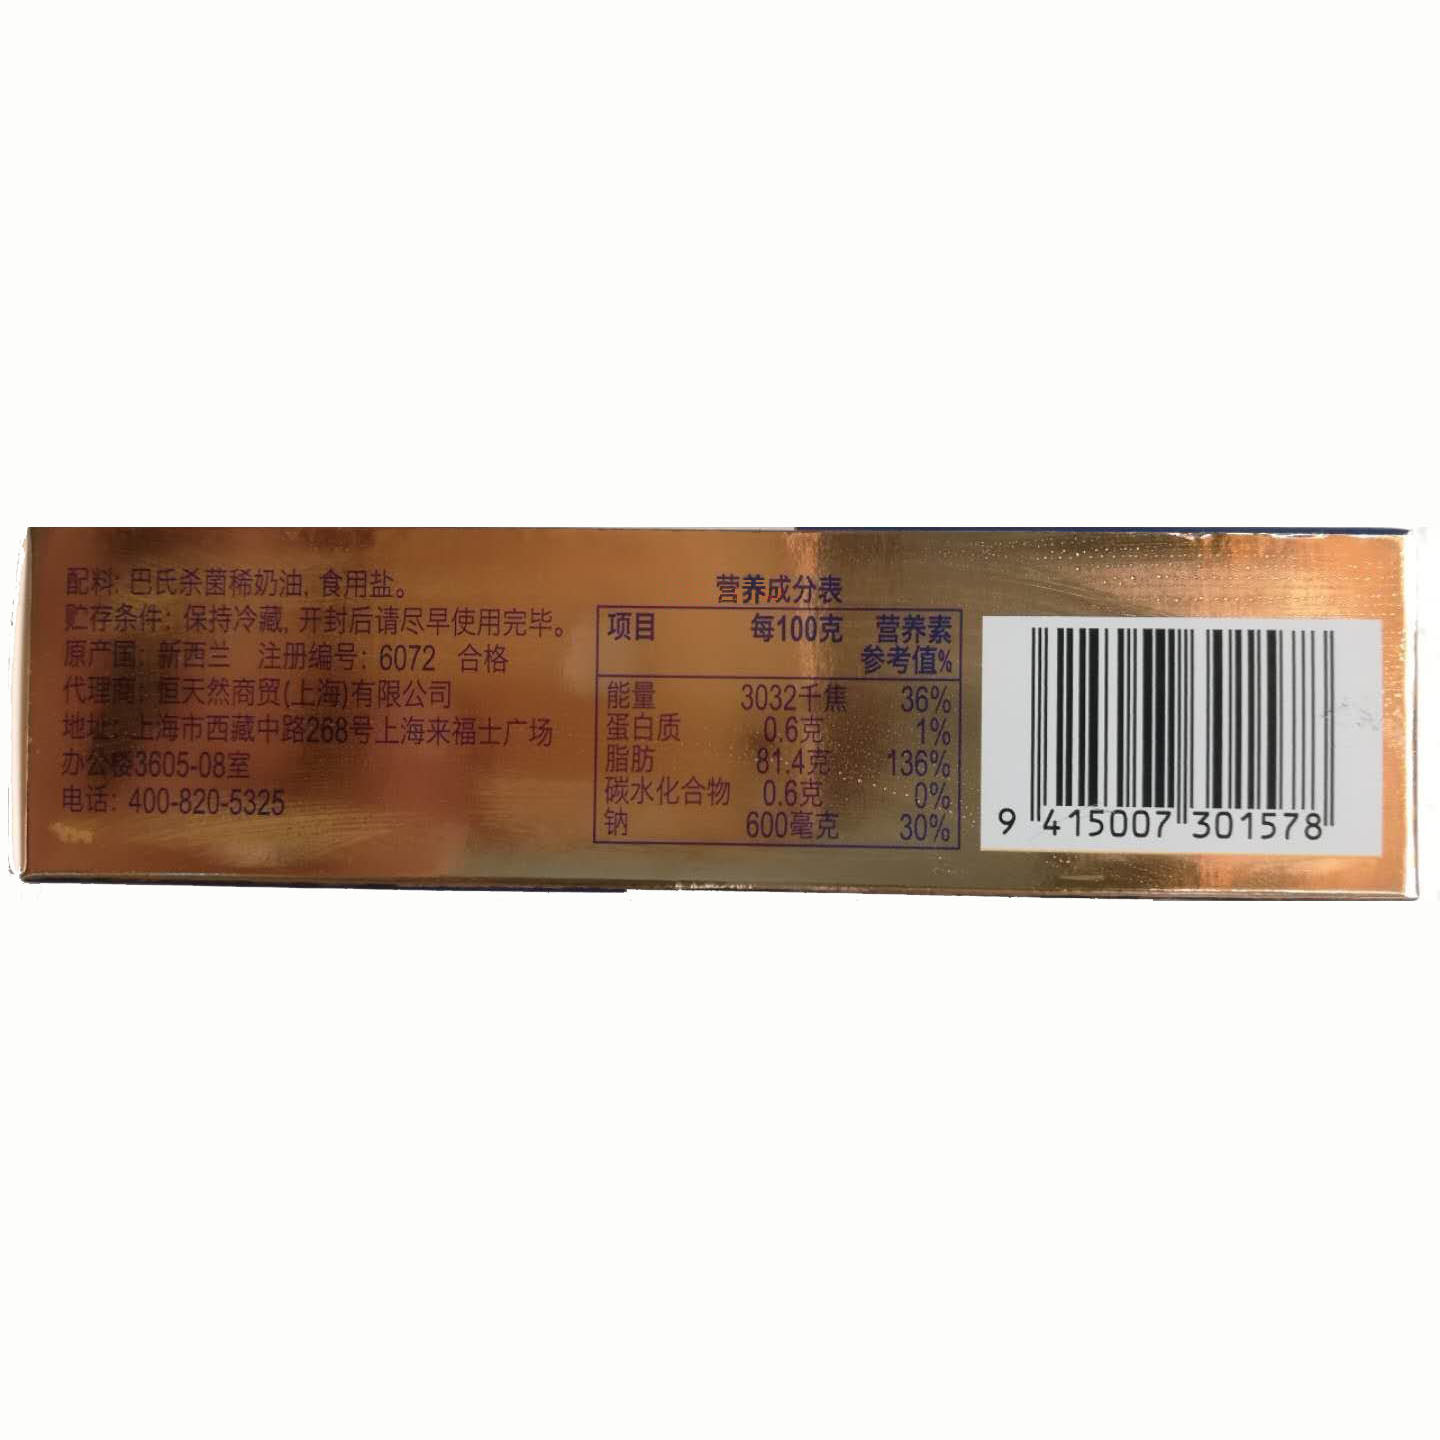 配料: 巴氏杀菌稀奶油, 食用盐。
贮存条件: 保持冷藏, 开封后请尽早使用完毕。
原产国: 新西兰 注册编号: 6072 合格
代理商: 恒天然商贸(上海)有限公司
地址: 上海市西藏中路268号上海来福士广场
办公楼3605-08室
电话: 400-820-5325
营养成分表
项目 每100克 营养素
参考值%
能量 3032千焦 36%
蛋白质 0.6克 1%
脂肪 81.4克 136%
碳水化合物 0.6克 0%
钠 600毫克 30%
9 415007 301578